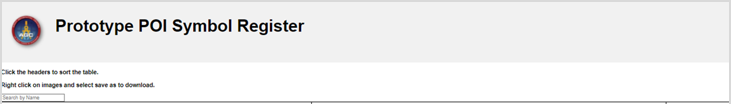 Prototype POI Symbol Register
Click the headers to sort the table.
Right click on images and select save as to download.
Search by Name